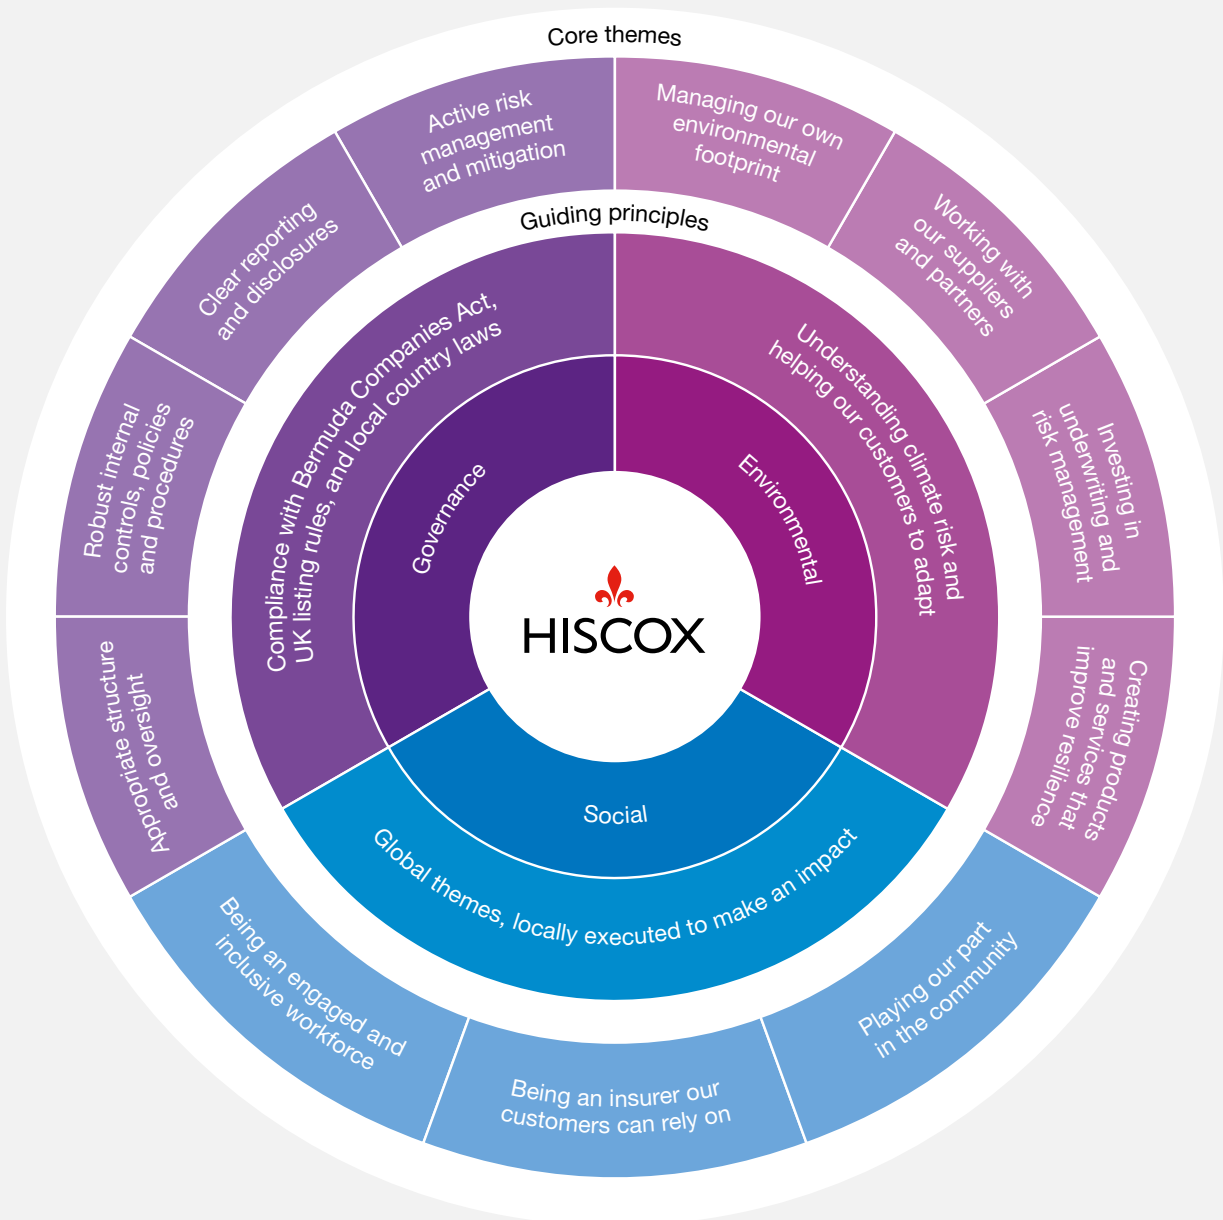 Core themes
Active risk
management
and mitigation
Managing our own
environmental
footprint
Working with
our suppliers
and partners
Investing in
underwriting and
risk management
Creating products
and services that
improve resilience
Playing our part
in the community
Being an insurer our
customers can rely on
Being an engaged and
inclusive workforce
Appropriate structure
and oversight
Robust internal
controls, policies
and procedures
Clear reporting
and disclosures
Guiding principles
Compliance with Bermuda Companies Act,
UK listing rules, and local country laws
Understanding climate risk and
helping our customers to adapt
Global themes, locally executed to make an impact
Governance
Environmental
Social
HISCOX